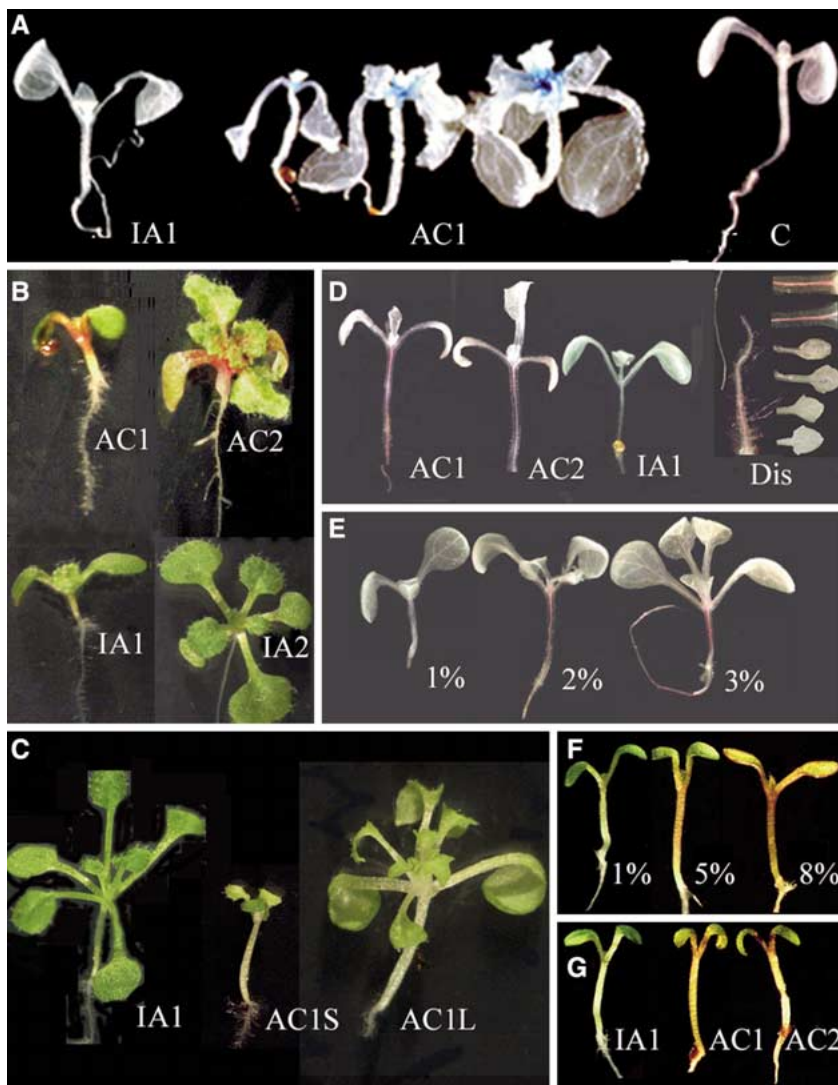 A
IA1
AC1
C
B
AC1
AC2
IA1
IA2
D
AC1
AC2
IA1
Dis
E
1%
2%
3%
C
IA1
AC1S
AC1L
F
1%
5%
8%
G
IA1
AC1
AC2